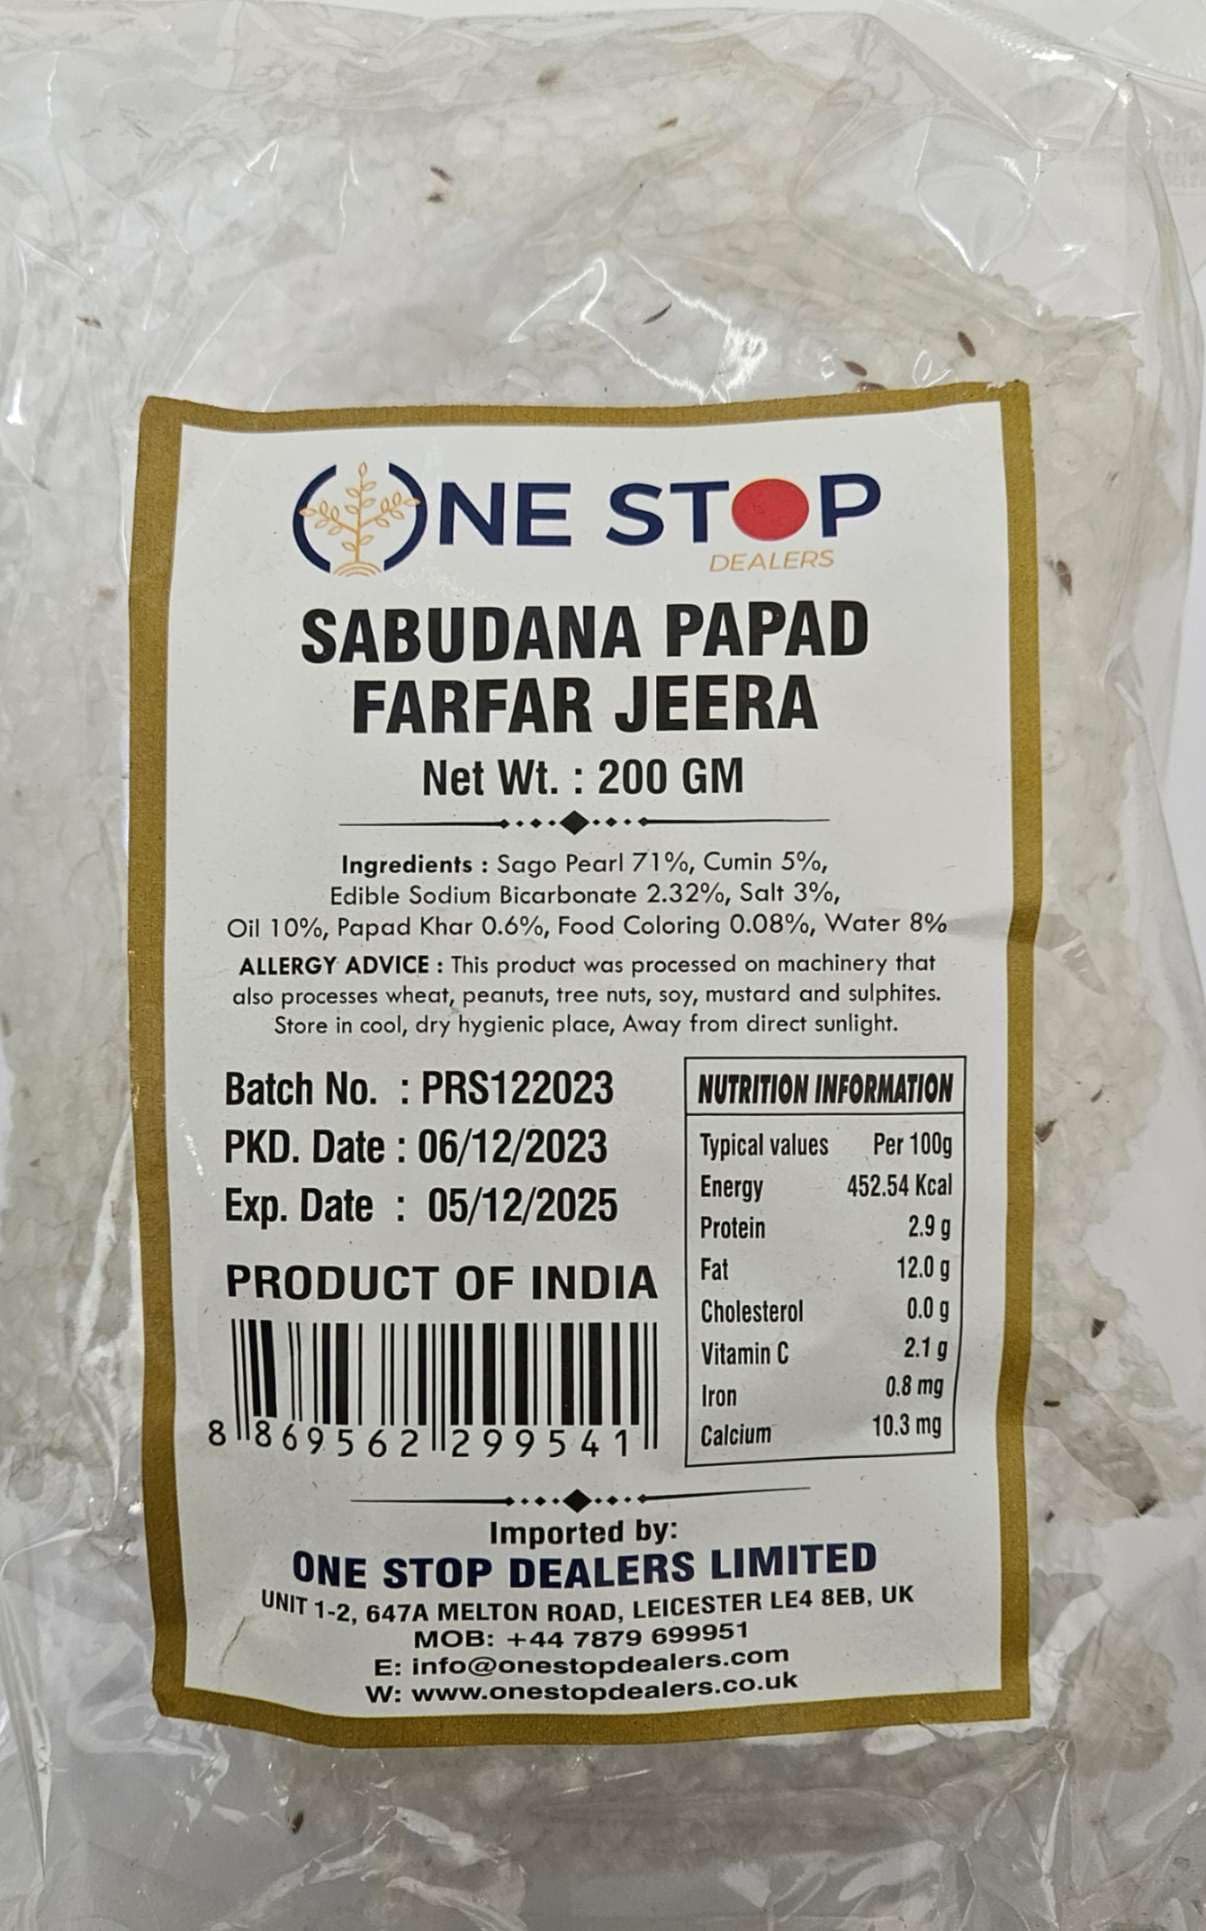 ONE STOP
DEALERS
SABUDANA PAPAD
FARFAR JEERA
Net Wt. : 200 GM
Ingredients : Sago Pearl 71%, Cumin 5%,
Edible Sodium Bicarbonate 2.32%, Salt 3%,
Oil 10%, Papad Khar 0.6%, Food Coloring 0.08%, Water 8%
ALLERGY ADVICE : This product was processed on machinery that
also processes wheat, peanuts, tree nuts, soy, mustard and sulphites.
Store in cool, dry hygienic place, Away from direct sunlight.
Batch No. : PRS122023
PKD. Date : 06/12/2023
Exp. Date : 05/12/2025
PRODUCT OF INDIA
8 869562 299541
NUTRITION INFORMATION
Typical values Per 100g
Energy 452.54 Kcal
Protein 2.9 g
Fat 12.0 g
Cholesterol 0.0 g
Vitamin C 2.1 g
Iron 0.8 mg
Calcium 10.3 mg
Imported by:
ONE STOP DEALERS LIMITED
UNIT 1-2, 647A MELTON ROAD, LEICESTER LE4 8EB, UK
MOB: +44 7879 699951
E: info@onestopdealers.com
W: www.onestopdealers.co.uk